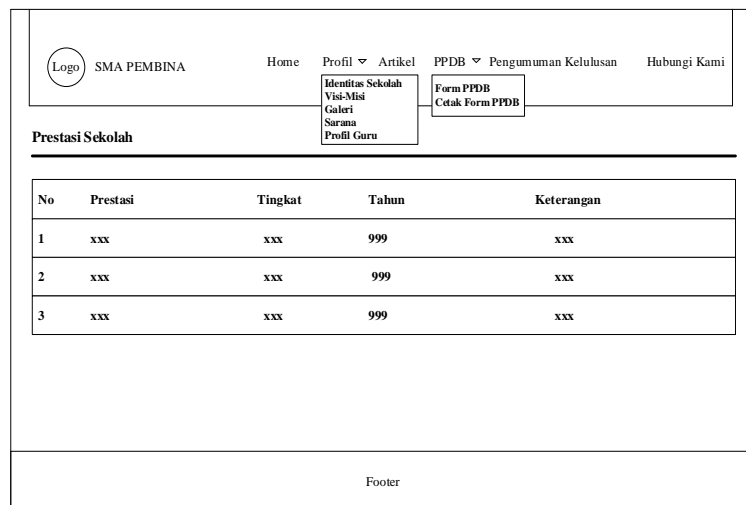 Logo SMA PEMBINA Home Profil Artikel PPDB Pengumuman Kelulusan Hubungi Kami
Identitas Sekolah
Visi-Misi
Galeri
Sarana
Profil Guru
Form PPDB
Cetak Form PPDB
Prestasi Sekolah
No Prestasi Tingkat Tahun Keterangan
1 xxx xxx 999 xxx
2 xxx xxx 999 xxx
3 xxx xxx 999 xxx
Footer